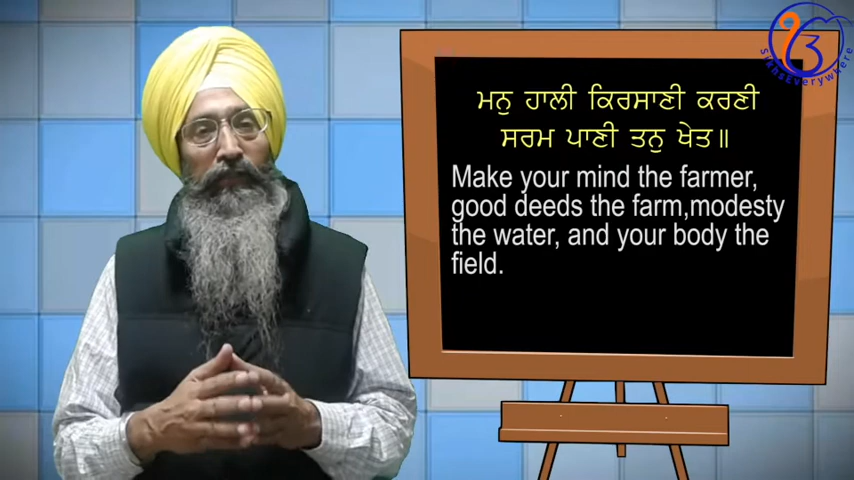 ਮਨੁ ਹਾਲੀ ਕਿਰਸਾਣੀ ਕਰਣੀ
ਸਰਮ ਪਾਣੀ ਤਨੁ ਖੇਤ॥
Make your mind the farmer,
good deeds the farm,modesty
the water, and your body the
field.
SikhsEverywhere